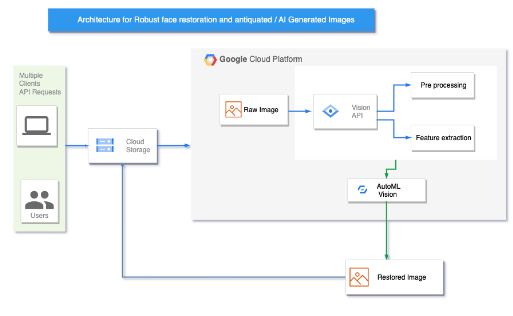 Architecture for Robust face restoration and antiquated / AI Generated Images
Multiple
Clients
API Requests
Users
Cloud
Storage
Google Cloud Platform
Raw Image
Vision
API
Pre processing
Feature extraction
AutoML
Vision
Restored Image